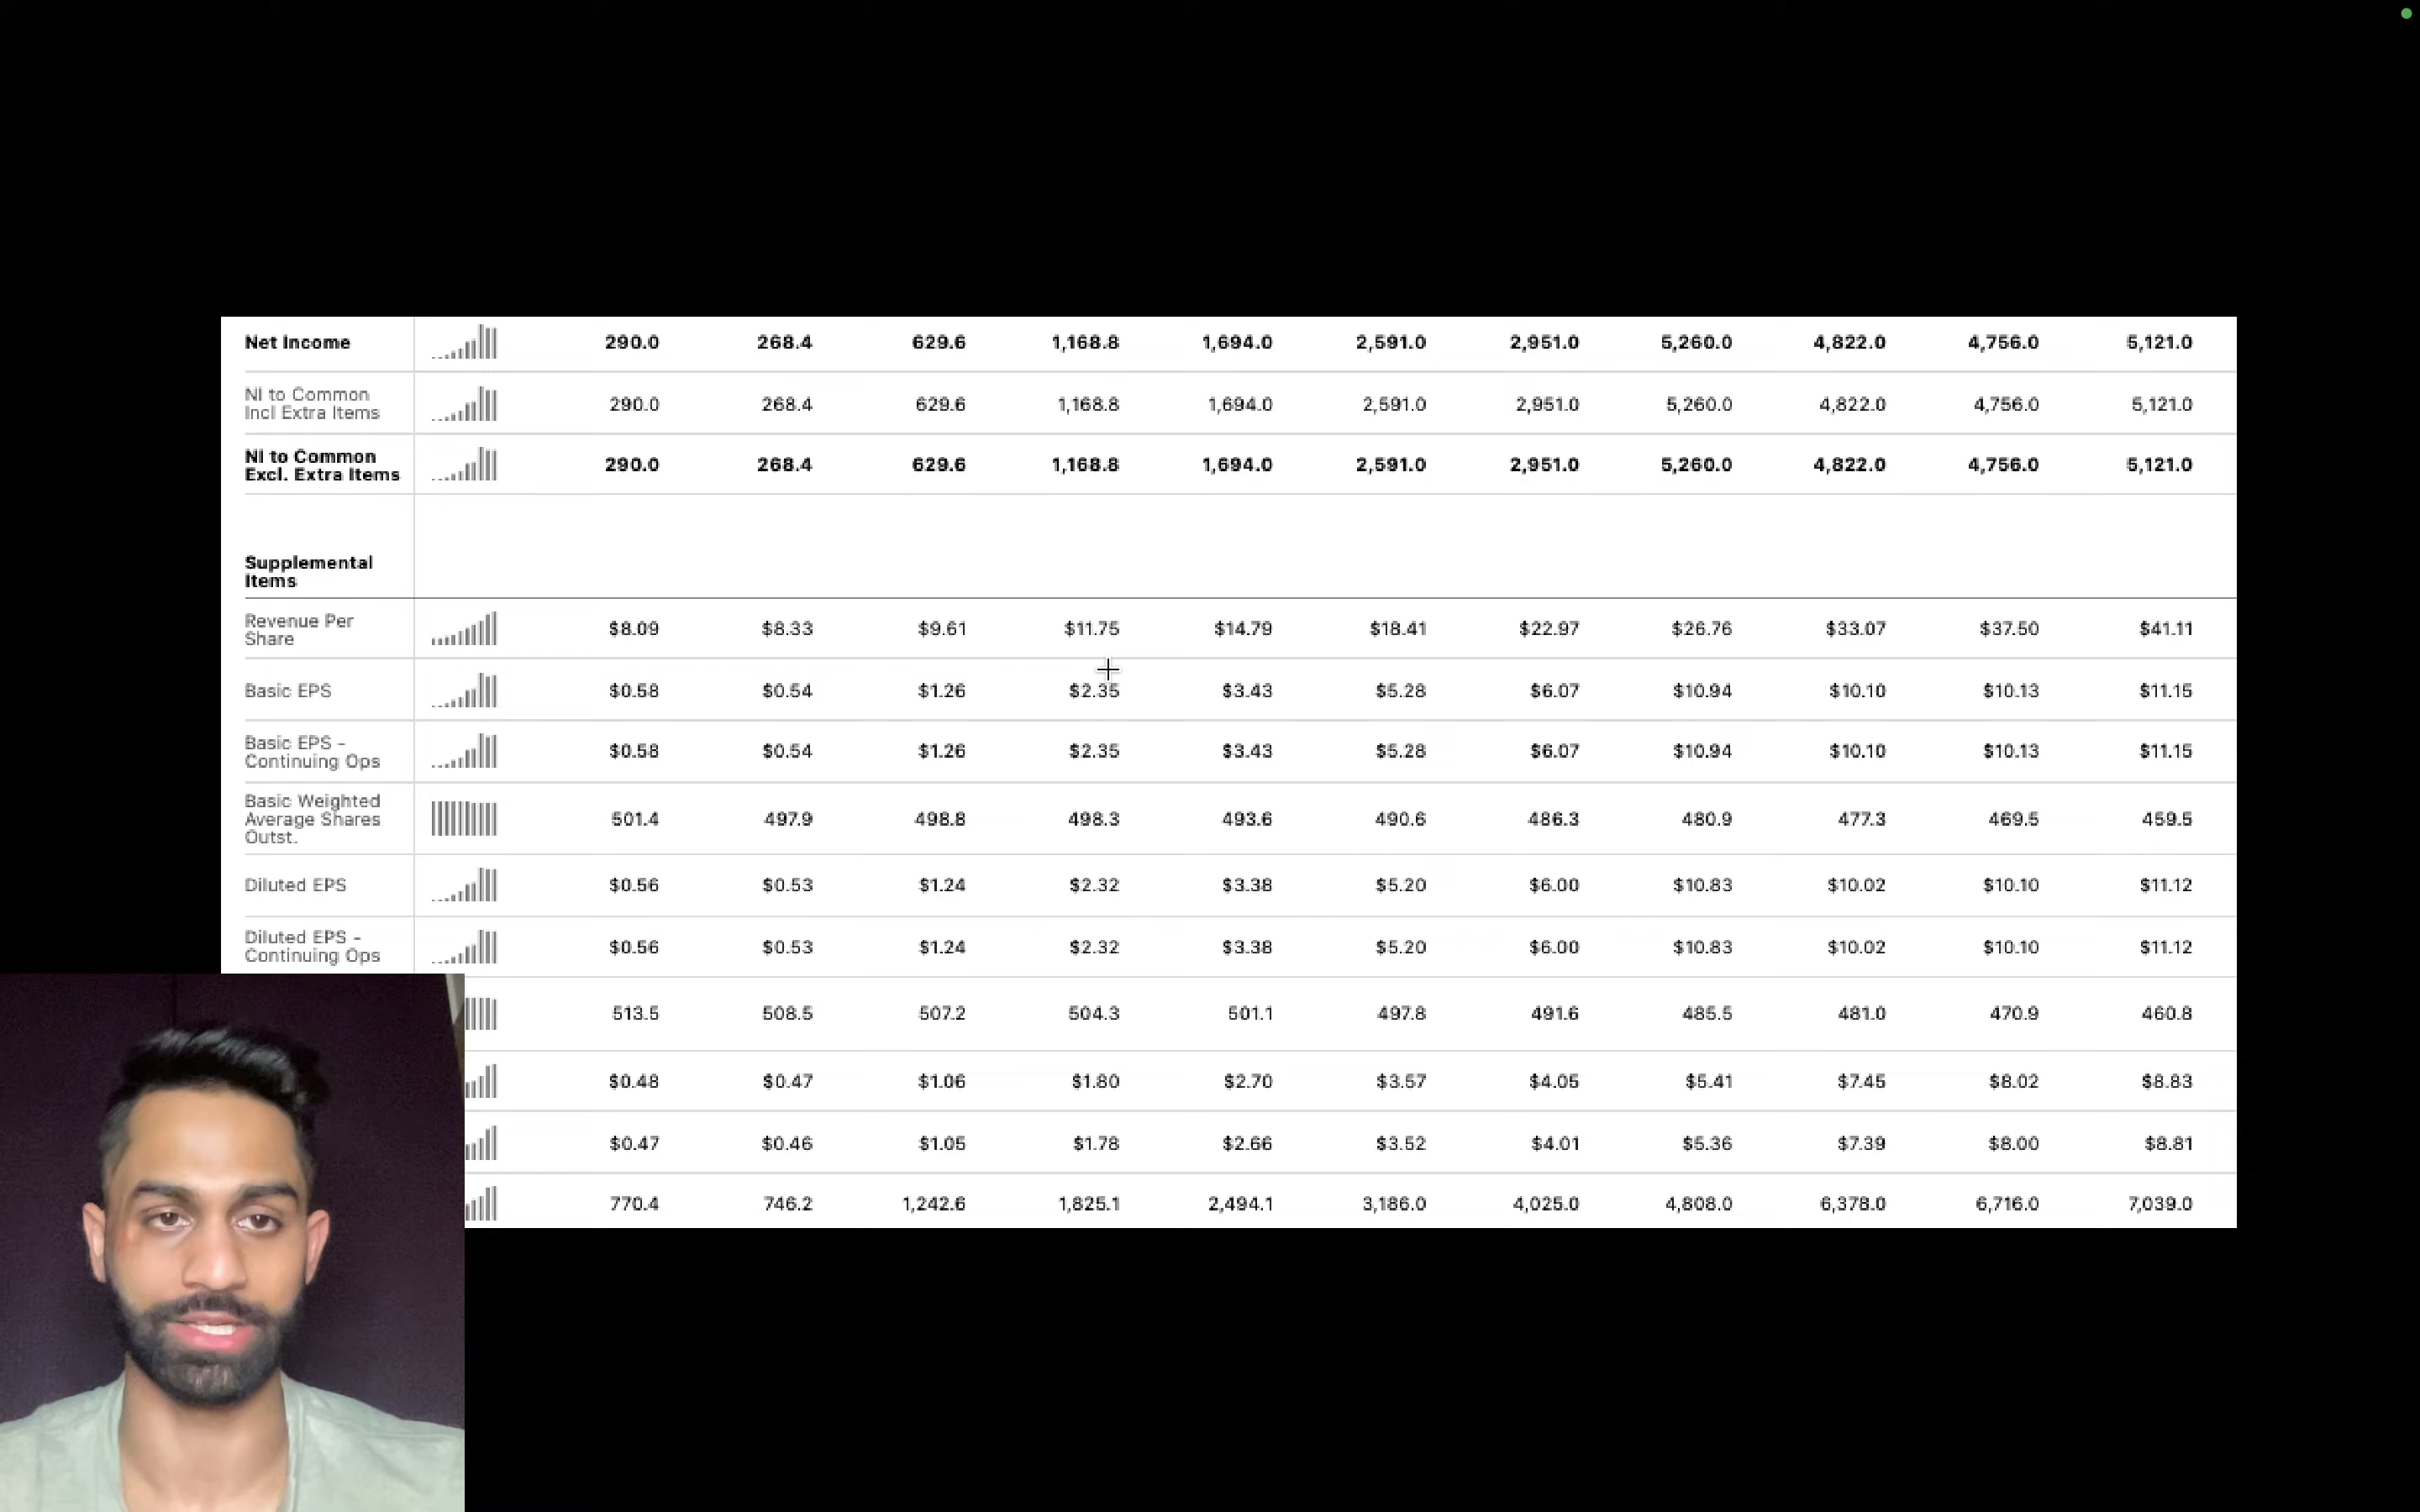 Net Income 290.0 268.4 629.6 1,168.8 1,694.0 2,591.0 2,951.0 5,260.0 4,822.0 4,756.0 5,121.0
NI to Common
Incl Extra Items 290.0 268.4 629.6 1,168.8 1,694.0 2,591.0 2,951.0 5,260.0 4,822.0 4,756.0 5,121.0
NI to Common
Excl. Extra Items 290.0 268.4 629.6 1,168.8 1,694.0 2,591.0 2,951.0 5,260.0 4,822.0 4,756.0 5,121.0
Supplemental
Items
Revenue Per
Share $8.09 $8.33 $9.61 $11.75 $14.79 $18.41 $22.97 $26.76 $33.07 $37.50 $41.11
Basic EPS $0.58 $0.54 $1.26 $2.35 $3.43 $5.28 $6.07 $10.94 $10.10 $10.13 $11.15
Basic EPS -
Continuing Ops $0.58 $0.54 $1.26 $2.35 $3.43 $5.28 $6.07 $10.94 $10.10 $10.13 $11.15
Basic Weighted
Average Shares 501.4 497.9 498.8 498.3 493.6 490.6 486.3 480.9 477.3 469.5 459.5
Outst.
Diluted EPS $0.56 $0.53 $1.24 $2.32 $3.38 $5.20 $6.00 $10.83 $10.02 $10.10 $11.12
Diluted EPS -
Continuing Ops $0.56 $0.53 $1.24 $2.32 $3.38 $5.20 $6.00 $10.83 $10.02 $10.10 $11.12
513.5 508.5 507.2 504.3 501.1 497.8 491.6 485.5 481.0 470.9 460.8
$0.48 $0.47 $1.06 $1.80 $2.70 $3.57 $4.05 $5.41 $7.45 $8.02 $8.83
$0.47 $0.46 $1.05 $1.78 $2.66 $3.52 $4.01 $5.36 $7.39 $8.00 $8.81
770.4 746.2 1,242.6 1,825.1 2,494.1 3,186.0 4,025.0 4,808.0 6,378.0 6,716.0 7,039.0